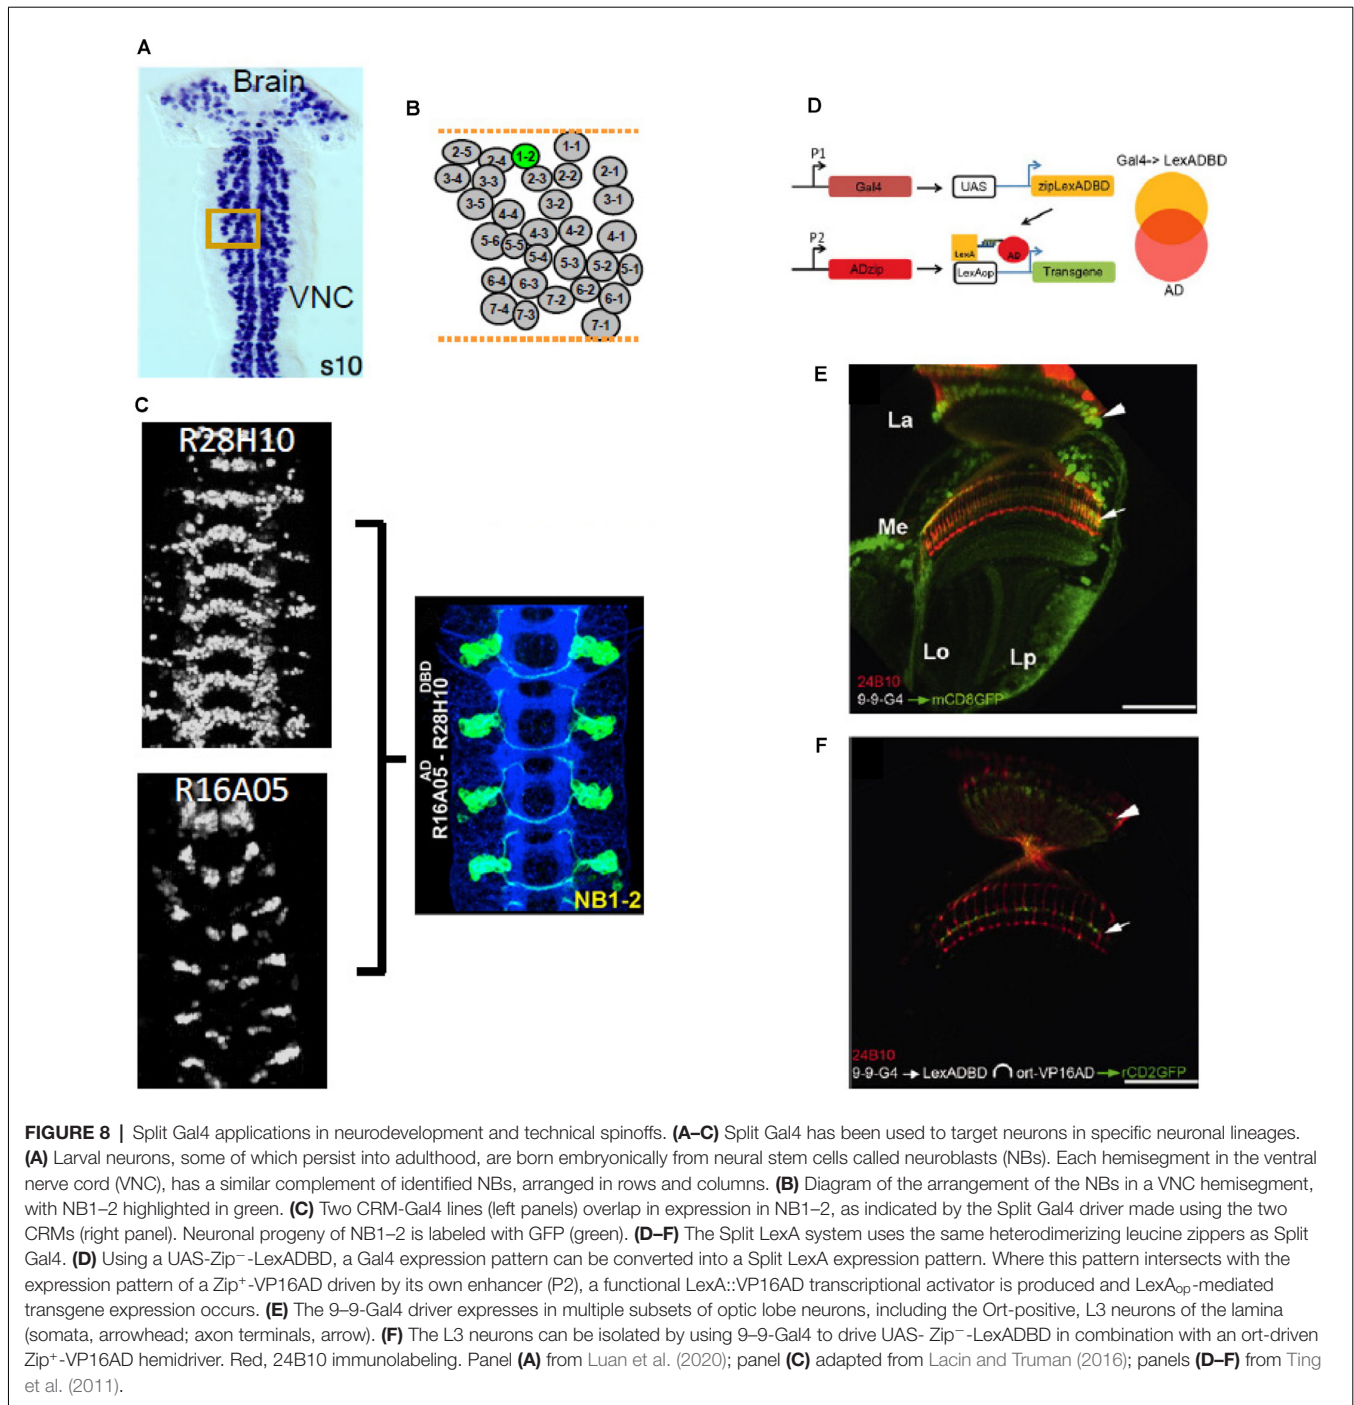 A
Brain
VNC
s10
B
1-1
2-5
2-4
1-2
3-4
3-3
2-3
2-2
2-1
3-5
4-4
3-2
3-1
5-6
5-5
4-3
4-2
4-1
5-4
5-3
5-2
5-1
6-4
6-3
7-2
6-2
6-1
7-4
7-3
7-1
C
R28H10
R16A05
R16A05 AD - R28H10 DBD
NB1-2
D
P1
Gal4
UAS
zipLexADBD
Gal4-> LexADBD
P2
ADzip
LexA
AD
LexAop
Transgene
AD
E
La
Me
Lo
Lp
24B10
9-9-G4 → mCD8GFP
F
24B10
9-9-G4 → LexADBD ∩ ort-VP16AD → rCD2GFP
FIGURE 8 | Split Gal4 applications in neurodevelopment and technical spinoffs. (A–C) Split Gal4 has been used to target neurons in specific neuronal lineages.
(A) Larval neurons, some of which persist into adulthood, are born embryonically from neural stem cells called neuroblasts (NBs). Each hemisegment in the ventral
nerve cord (VNC), has a similar complement of identified NBs, arranged in rows and columns. (B) Diagram of the arrangement of the NBs in a VNC hemisegment,
with NB1–2 highlighted in green. (C) Two CRM-Gal4 lines (left panels) overlap in expression in NB1–2, as indicated by the Split Gal4 driver made using the two
CRMs (right panel). Neuronal progeny of NB1–2 is labeled with GFP (green). (D–F) The Split LexA system uses the same heterodimerizing leucine zippers as Split
Gal4. (D) Using a UAS-Zip⁻-LexADBD, a Gal4 expression pattern can be converted into a Split LexA expression pattern. Where this pattern intersects with the
expression pattern of a Zip⁺-VP16AD driven by its own enhancer (P2), a functional LexA::VP16AD transcriptional activator is produced and LexAop-mediated
transgene expression occurs. (E) The 9–9-Gal4 driver expresses in multiple subsets of optic lobe neurons, including the Ort-positive, L3 neurons of the lamina
(somata, arrowhead; axon terminals, arrow). (F) The L3 neurons can be isolated by using 9–9-Gal4 to drive UAS- Zip⁻-LexADBD in combination with an ort-driven
Zip⁺-VP16AD hemidriver. Red, 24B10 immunolabeling. Panel (A) from Luan et al. (2020); panel (C) adapted from Lacin and Truman (2016); panels (D–F) from Ting
et al. (2011).